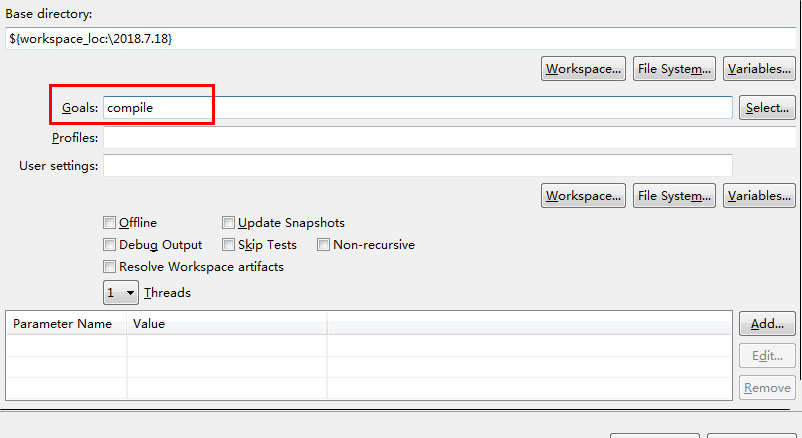 Base directory:
${workspace_loc:\2018.7.18}
Workspace... File System... Variables...
Goals: compile Select...
Profiles:
User settings:
Workspace... File System... Variables...
Offline Update Snapshots
Debug Output Skip Tests Non-recursive
Resolve Workspace artifacts
1 Threads
Parameter Name Value Add...
Edit...
Remove